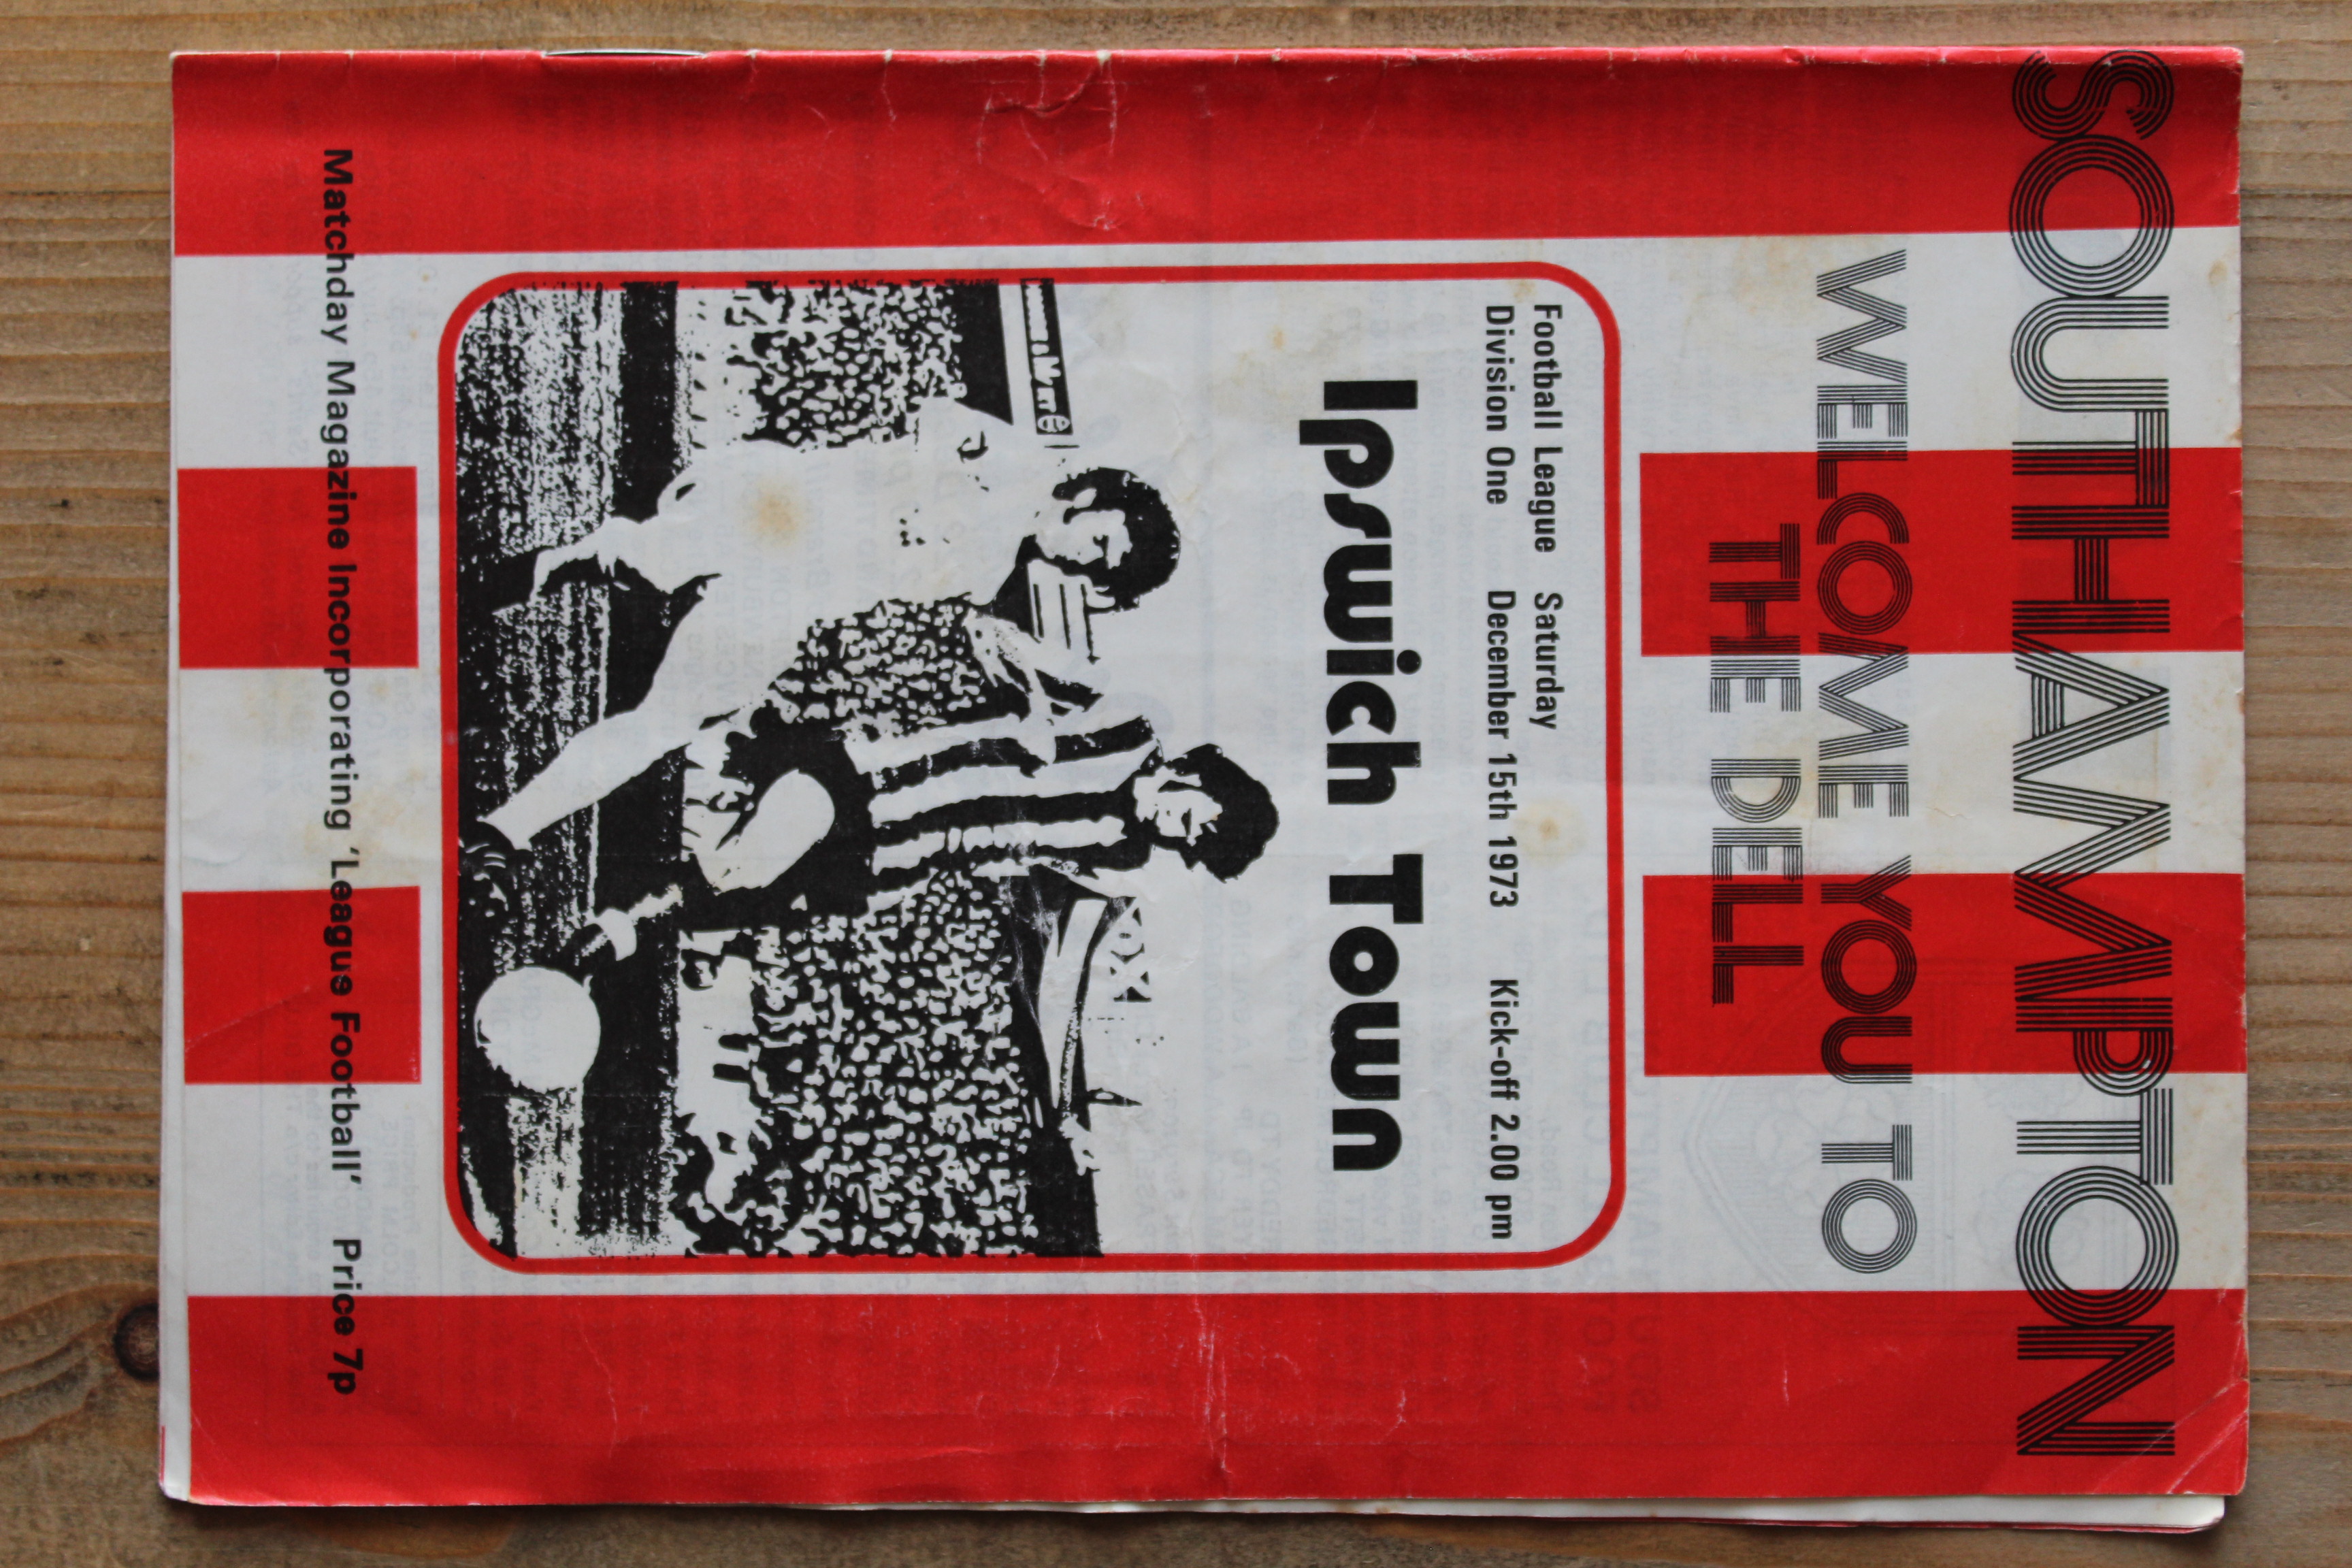 SOUTHAMPTON
WELCOME YOU TO
THE DELL
Football League Saturday
Division One December 15th 1973 Kick-off 2.00 pm
Ipswich Town
Matchday Magazine Incorporating ‘League Football’ Price 7p